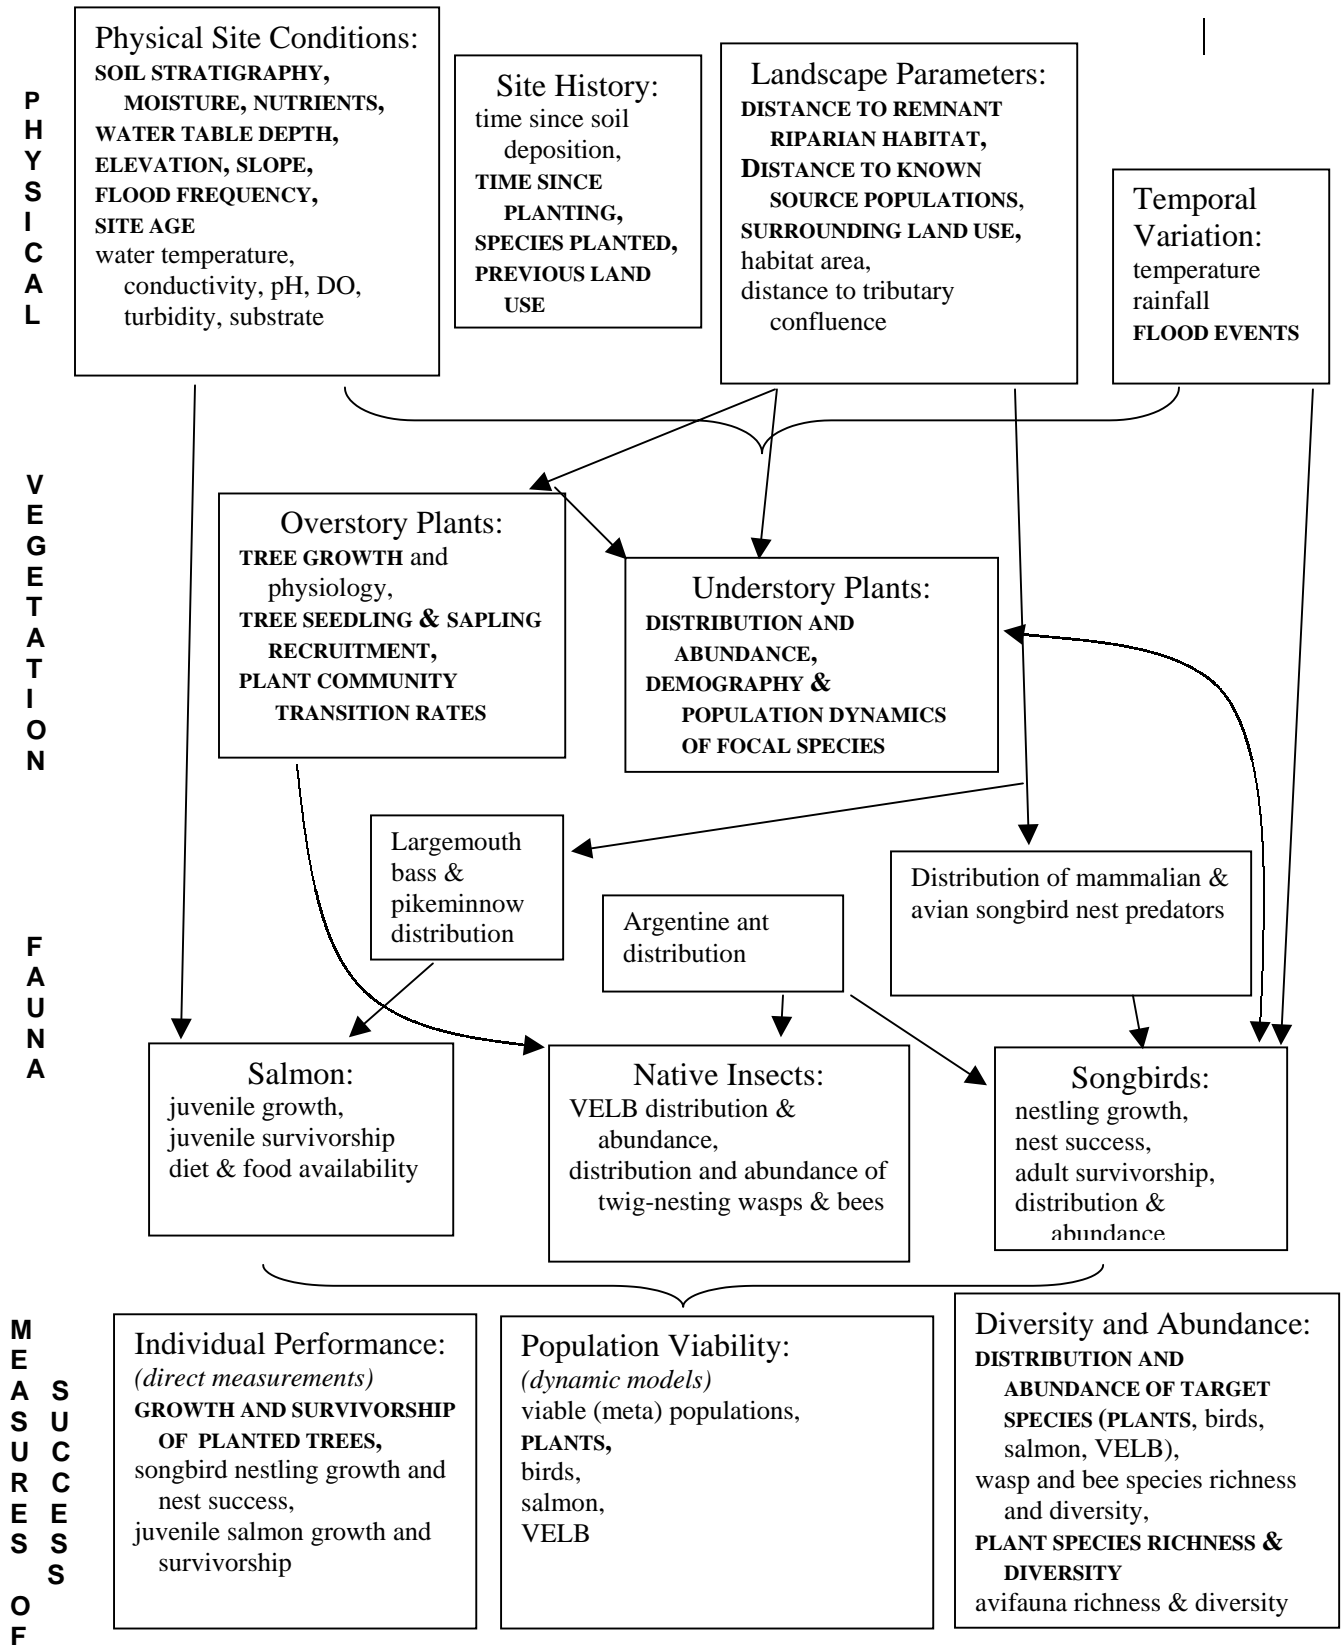 PHYSICAL
Physical Site Conditions:
SOIL STRATIGRAPHY,
MOISTURE, NUTRIENTS,
WATER TABLE DEPTH,
ELEVATION, SLOPE,
FLOOD FREQUENCY,
SITE AGE
water temperature,
conductivity, pH, DO,
turbidity, substrate
Site History:
time since soil
deposition,
TIME SINCE
PLANTING,
SPECIES PLANTED,
PREVIOUS LAND
USE
Landscape Parameters:
DISTANCE TO REMNANT
RIPARIAN HABITAT,
DISTANCE TO KNOWN
SOURCE POPULATIONS,
SURROUNDING LAND USE,
habitat area,
distance to tributary
confluence
Temporal
Variation:
temperature
rainfall
FLOOD EVENTS
VEGETATION
Overstory Plants:
TREE GROWTH and
physiology,
TREE SEEDLING & SAPLING
RECRUITMENT,
PLANT COMMUNITY
TRANSITION RATES
Understory Plants:
DISTRIBUTION AND
ABUNDANCE,
DEMOGRAPHY &
POPULATION DYNAMICS
OF FOCAL SPECIES
FAUNA
Largemouth
bass &
pikeminnow
distribution
Argentine ant
distribution
Distribution of mammalian &
avian songbird nest predators
Salmon:
juvenile growth,
juvenile survivorship
diet & food availability
Native Insects:
VELB distribution &
abundance,
distribution and abundance of
twig-nesting wasps & bees
Songbirds:
nestling growth,
nest success,
adult survivorship,
distribution &
abundance
MEASURES OF
SUCCESS
Individual Performance:
(direct measurements)
GROWTH AND SURVIVORSHIP
OF PLANTED TREES,
songbird nestling growth and
nest success,
juvenile salmon growth and
survivorship
Population Viability:
(dynamic models)
viable (meta) populations,
PLANTS,
birds,
salmon,
VELB
Diversity and Abundance:
DISTRIBUTION AND
ABUNDANCE OF TARGET
SPECIES (PLANTS, birds,
salmon, VELB),
wasp and bee species richness
and diversity,
PLANT SPECIES RICHNESS &
DIVERSITY
avifauna richness & diversity